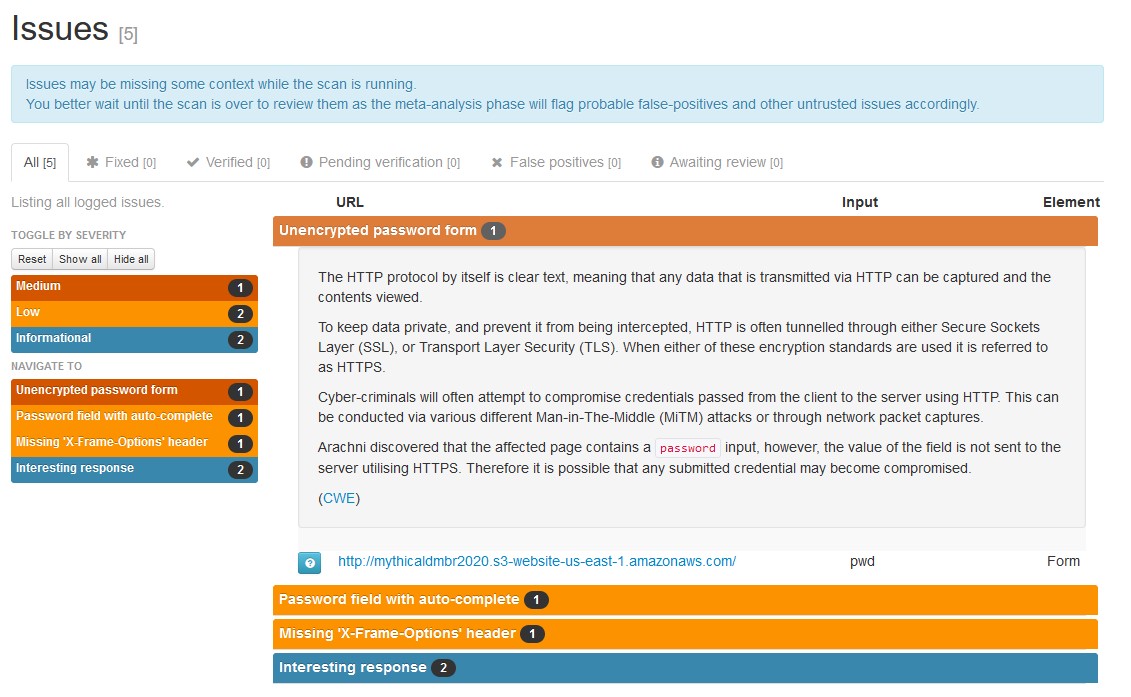 Issues [5]
Issues may be missing some context while the scan is running.
You better wait until the scan is over to review them as the meta-analysis phase will flag probable false-positives and other untrusted issues accordingly.
All [5] Fixed [0] Verified [0] Pending verification [0] False positives [0] Awaiting review [0]
Listing all logged issues.
TOGGLE BY SEVERITY
Reset Show all Hide all
Medium 1
Low 2
Informational 2
NAVIGATE TO
Unencrypted password form 1
Password field with auto-complete 1
Missing 'X-Frame-Options' header 1
Interesting response 2
URL Input Element
Unencrypted password form 1
The HTTP protocol by itself is clear text, meaning that any data that is transmitted via HTTP can be captured and the
contents viewed.
To keep data private, and prevent it from being intercepted, HTTP is often tunnelled through either Secure Sockets
Layer (SSL), or Transport Layer Security (TLS). When either of these encryption standards are used it is referred to
as HTTPS.
Cyber-criminals will often attempt to compromise credentials passed from the client to the server using HTTP. This can
be conducted via various different Man-in-The-Middle (MiTM) attacks or through network packet captures.
Arachni discovered that the affected page contains a password input, however, the value of the field is not sent to the
server utilising HTTPS. Therefore it is possible that any submitted credential may become compromised.
(CWE)
? http://mythicaldmbr2020.s3-website-us-east-1.amazonaws.com/ pwd Form
Password field with auto-complete 1
Missing 'X-Frame-Options' header 1
Interesting response 2